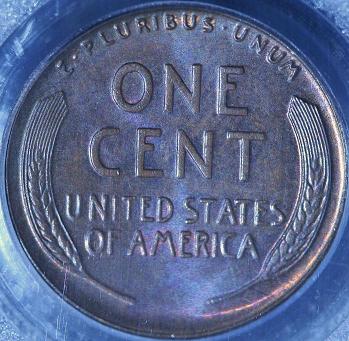 E·PLURIBUS·UNUM
ONE
CENT
UNITED STATES
OF AMERICA